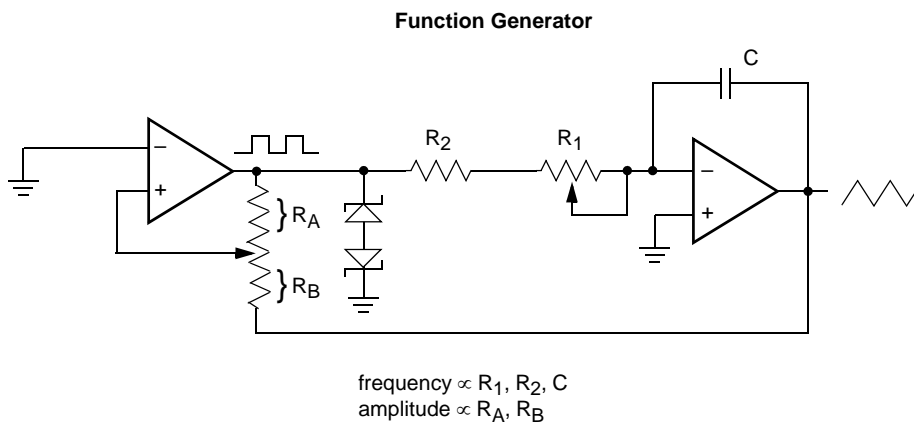 Function Generator
C
R2
R1
–
+
RA
RB
–
+
frequency ∝ R1, R2, C
amplitude ∝ RA, RB